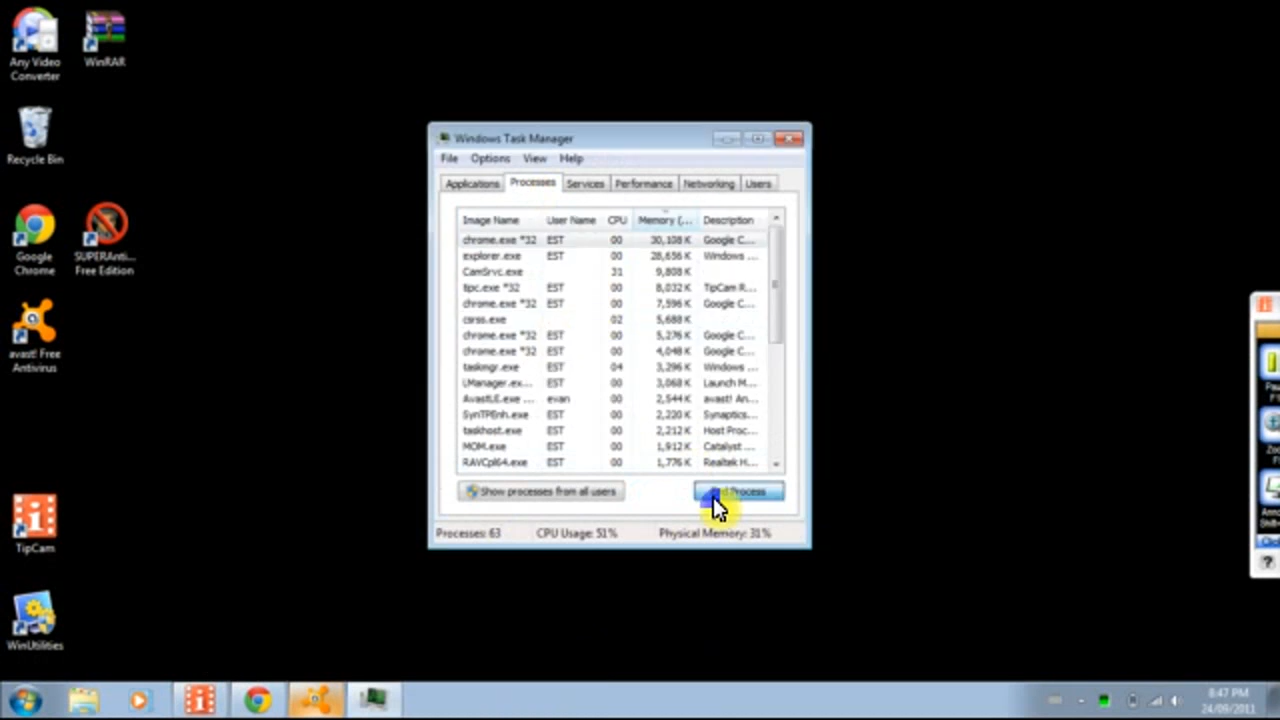 Any Video
Converter
WinRAR
Recycle Bin
Google
Chrome
SUPERAnti...
Free Edition
avast! Free
Antivirus
TipCam
WinUtilities
Windows Task Manager
File Options View Help
Applications Processes Services Performance Networking Users
Image Name User Name CPU Memory (... Description
chrome.exe *32 EST 00 30,108 K Google C...
explorer.exe EST 00 28,656 K Windows ...
CamSrvc.exe 31 9,808 K
tipc.exe *32 EST 00 8,032 K TipCam R...
chrome.exe *32 EST 00 7,596 K Google C...
csrss.exe 02 5,688 K
chrome.exe *32 EST 00 5,276 K Google C...
chrome.exe *32 EST 00 4,048 K Google C...
taskmgr.exe EST 04 3,296 K Windows ...
LManager.ex... EST 00 3,068 K Launch M...
AvastUE.exe ... evan 00 2,544 K avast! An...
SynTPEnh.exe EST 00 2,220 K Synaptics...
taskhost.exe EST 00 2,212 K Host Proc...
MOM.exe EST 00 1,912 K Catalyst ...
RAVCpl64.exe EST 00 1,776 K Realtek H...
Show processes from all users
Process
Processes: 63 CPU Usage: 51% Physical Memory: 31%
?
8:47 PM
24/09/2011